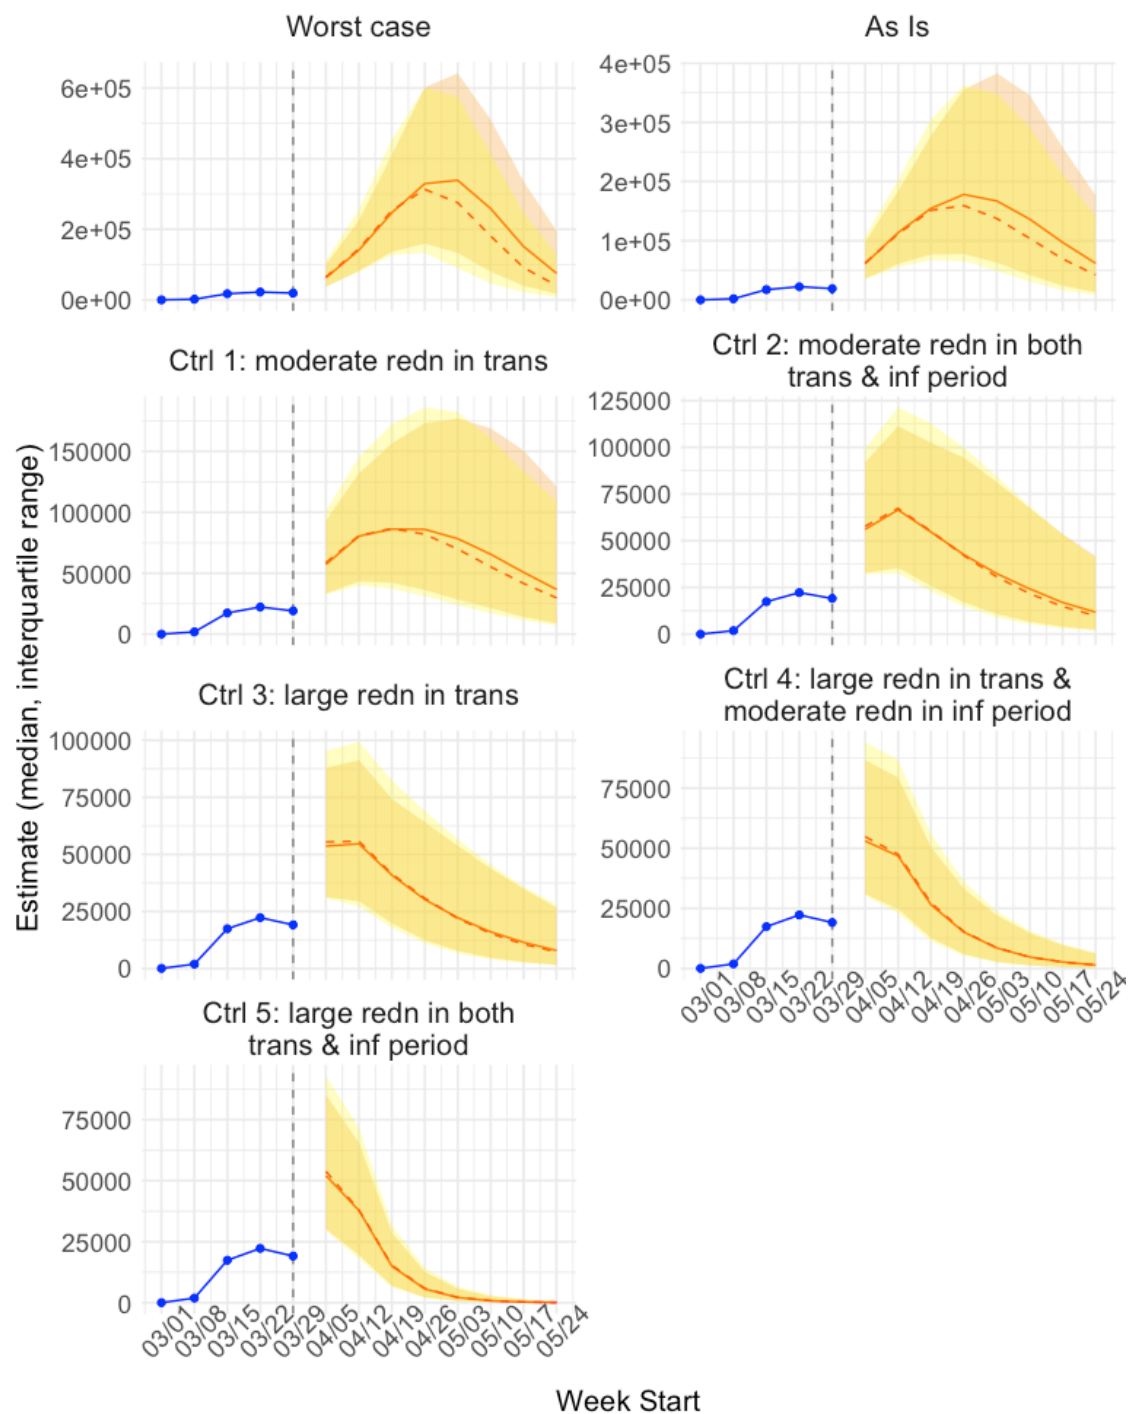 Worst case
As Is
6e+05
4e+05
2e+05
0e+00
4e+05
3e+05
2e+05
1e+05
0e+00
Ctrl 1: moderate redn in trans
Ctrl 2: moderate redn in both
trans & inf period
150000
100000
50000
0
125000
100000
75000
50000
25000
0
Estimate (median, interquartile range)
Ctrl 3: large redn in trans
Ctrl 4: large redn in trans &
moderate redn in inf period
100000
75000
50000
25000
0
75000
50000
25000
0
03/01 03/08 03/15 03/22 03/29 04/05 04/12 04/19 04/26 05/03 05/10 05/17 05/24
Ctrl 5: large redn in both
trans & inf period
75000
50000
25000
0
03/01 03/08 03/15 03/22 03/29 04/05 04/12 04/19 04/26 05/03 05/10 05/17 05/24
Week Start